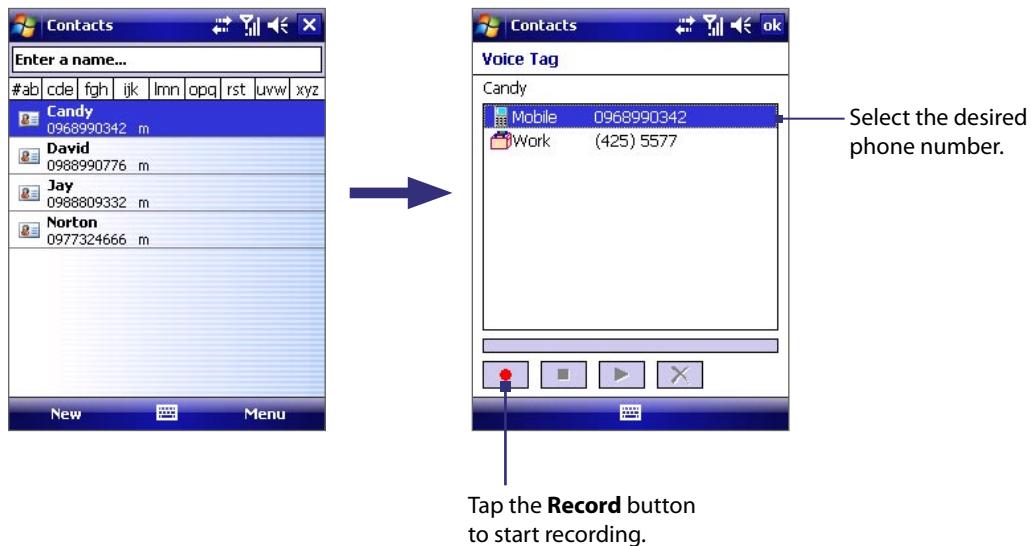 Contacts
Enter a name...
#ab cde fgh ijk lmn opq rst uvw xyz
Candy
0968990342 m
David
0988990776 m
Jay
0988809332 m
Norton
0977324666 m
New Menu
Contacts ok
Voice Tag
Candy
Mobile 0968990342
Work (425) 5577
Select the desired
phone number.
Tap the Record button
to start recording.